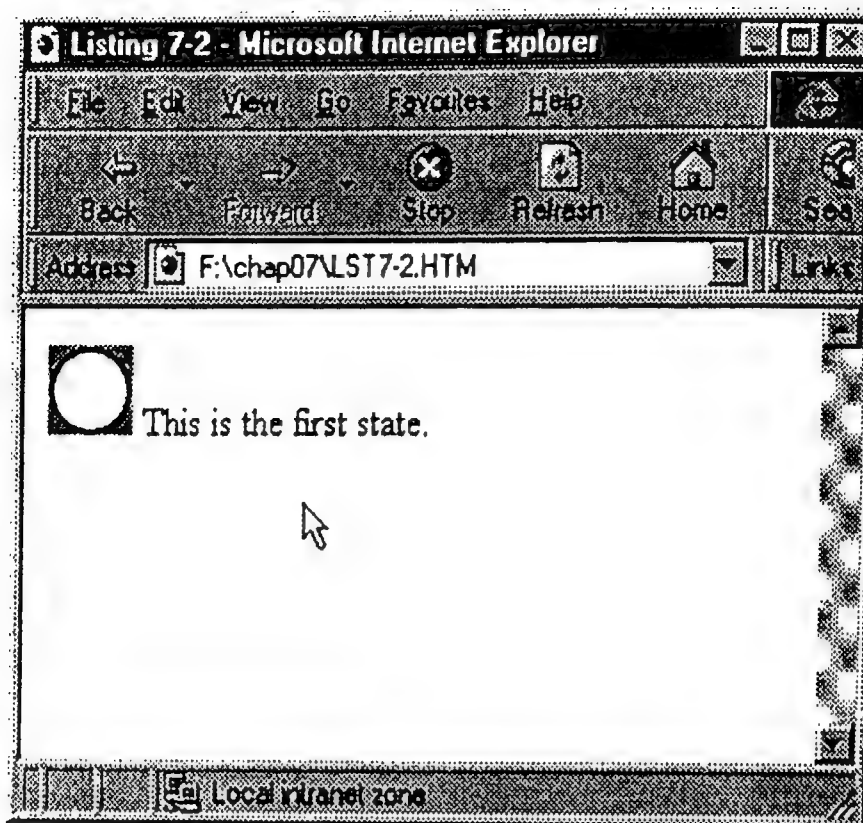 Listing 7-2 - Microsoft Internet Explorer
File Edit View Go Favorites Help
Back Forward Stop Refresh Home Sea
Address F:\chap07\LST7-2.HTM Links
This is the first state.
Local intranet zone